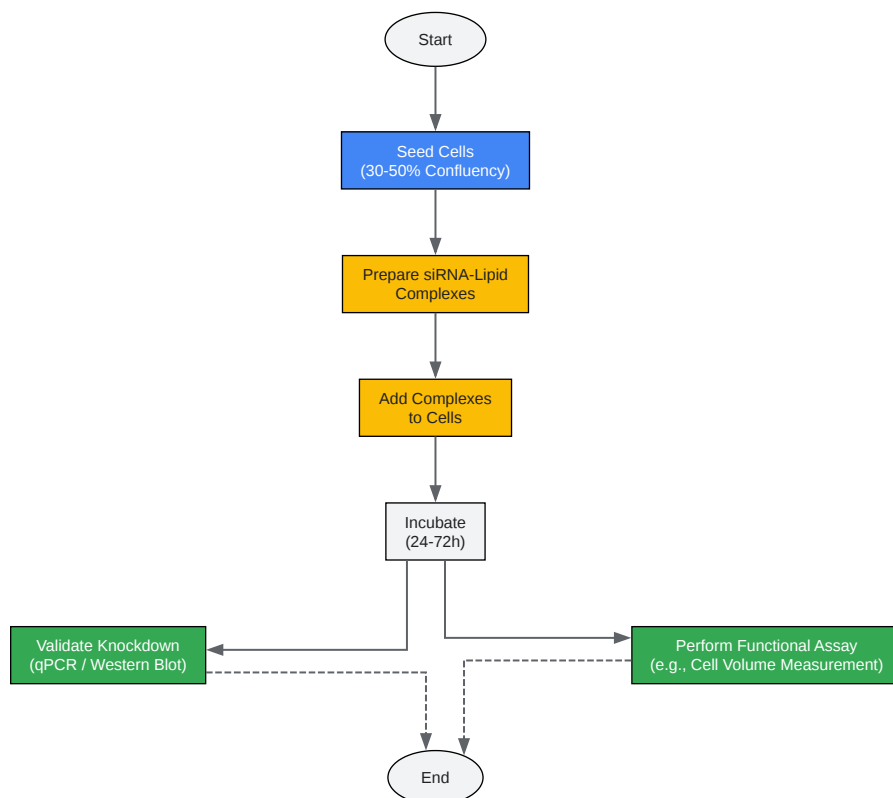 Start
Seed Cells
(30-50% Confluency)
Prepare siRNA-Lipid
Complexes
Add Complexes
to Cells
Incubate
(24-72h)
Validate Knockdown
(qPCR / Western Blot)
Perform Functional Assay
(e.g., Cell Volume Measurement)
End